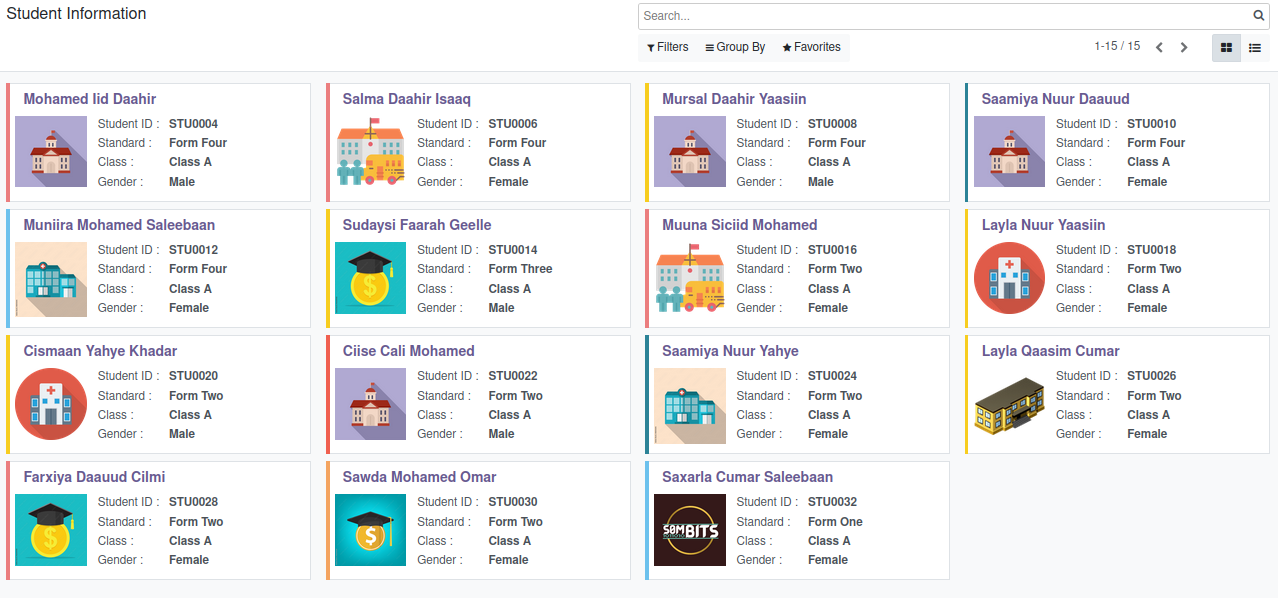 Student Information
Search...
Filters Group By Favorites
1-15 / 15
Mohamed Iid Daahir
Student ID : STU0004
Standard : Form Four
Class : Class A
Gender : Male
Salma Daahir Isaaq
Student ID : STU0006
Standard : Form Four
Class : Class A
Gender : Female
Mursal Daahir Yaasiin
Student ID : STU0008
Standard : Form Four
Class : Class A
Gender : Male
Saamiya Nuur Daauud
Student ID : STU0010
Standard : Form Four
Class : Class A
Gender : Female
Muniira Mohamed Saleebaan
Student ID : STU0012
Standard : Form Four
Class : Class A
Gender : Female
Sudaysi Faarah Geelle
Student ID : STU0014
Standard : Form Three
Class : Class A
Gender : Male
Muuna Siciid Mohamed
Student ID : STU0016
Standard : Form Two
Class : Class A
Gender : Female
Layla Nuur Yaasiin
Student ID : STU0018
Standard : Form Two
Class : Class A
Gender : Female
Cismaan Yahye Khadar
Student ID : STU0020
Standard : Form Two
Class : Class A
Gender : Male
Ciise Cali Mohamed
Student ID : STU0022
Standard : Form Two
Class : Class A
Gender : Male
Saamiya Nuur Yahye
Student ID : STU0024
Standard : Form Two
Class : Class A
Gender : Female
Layla Qaasim Cumar
Student ID : STU0026
Standard : Form Two
Class : Class A
Gender : Female
Farxiya Daauud Cilmi
Student ID : STU0028
Standard : Form Two
Class : Class A
Gender : Female
Sawda Mohamed Omar
Student ID : STU0030
Standard : Form Two
Class : Class A
Gender : Female
Saxarla Cumar Saleebaan
SOMBITS
Student ID : STU0032
Standard : Form One
Class : Class A
Gender : Female